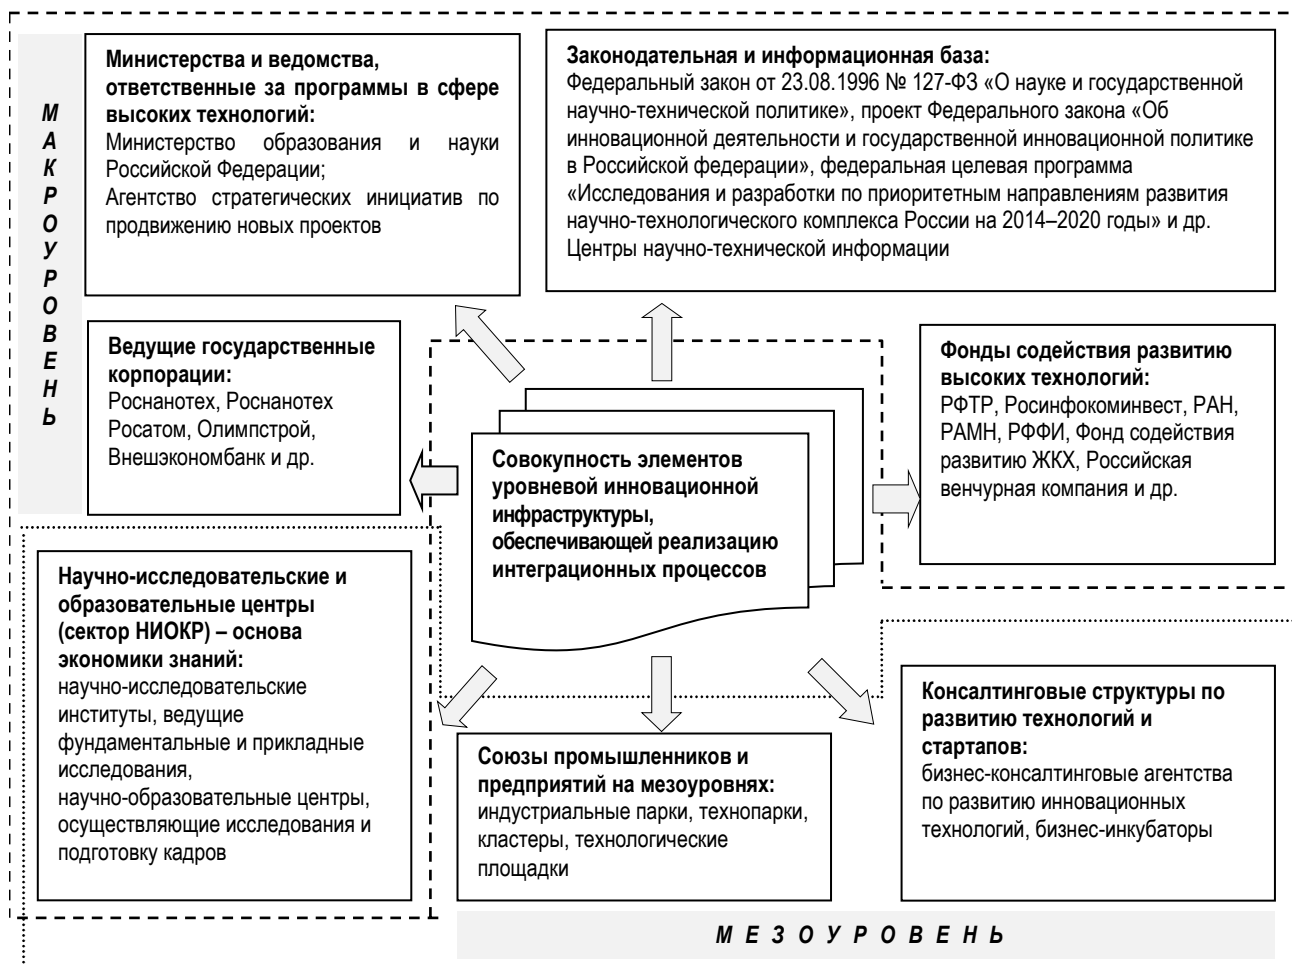 МАКРОУРОВЕНЬ
Министерства и ведомства,
ответственные за программы в сфере
высоких технологий:
Министерство образования и науки
Российской Федерации;
Агентство стратегических инициатив по
продвижению новых проектов
Законодательная и информационная база:
Федеральный закон от 23.08.1996 № 127-ФЗ «О науке и государственной
научно-технической политике», проект Федерального закона «Об
инновационной деятельности и государственной инновационной политике
в Российской федерации», федеральная целевая программа
«Исследования и разработки по приоритетным направлениям развития
научно-технологического комплекса России на 2014–2020 годы» и др.
Центры научно-технической информации
Ведущие государственные
корпорации:
Роснанотех, Роснанотех
Росатом, Олимпстрой,
Внешэкономбанк и др.
Совокупность элементов
уровневой инновационной
инфраструктуры,
обеспечивающей реализацию
интеграционных процессов
Фонды содействия развитию
высоких технологий:
РФТР, Росинфокоминвест, РАН,
РАМН, РФФИ, Фонд содействия
развитию ЖКХ, Российская
венчурная компания и др.
Научно-исследовательские и
образовательные центры
(сектор НИОКР) – основа
экономики знаний:
научно-исследовательские
институты, ведущие
фундаментальные и прикладные
исследования,
научно-образовательные центры,
осуществляющие исследования и
подготовку кадров
Союзы промышленников и
предприятий на мезоуровнях:
индустриальные парки, технопарки,
кластеры, технологические
площадки
Консалтинговые структуры по
развитию технологий и
стартапов:
бизнес-консалтинговые агентства
по развитию инновационных
технологий, бизнес-инкубаторы
МЕЗОУРОВЕНЬ